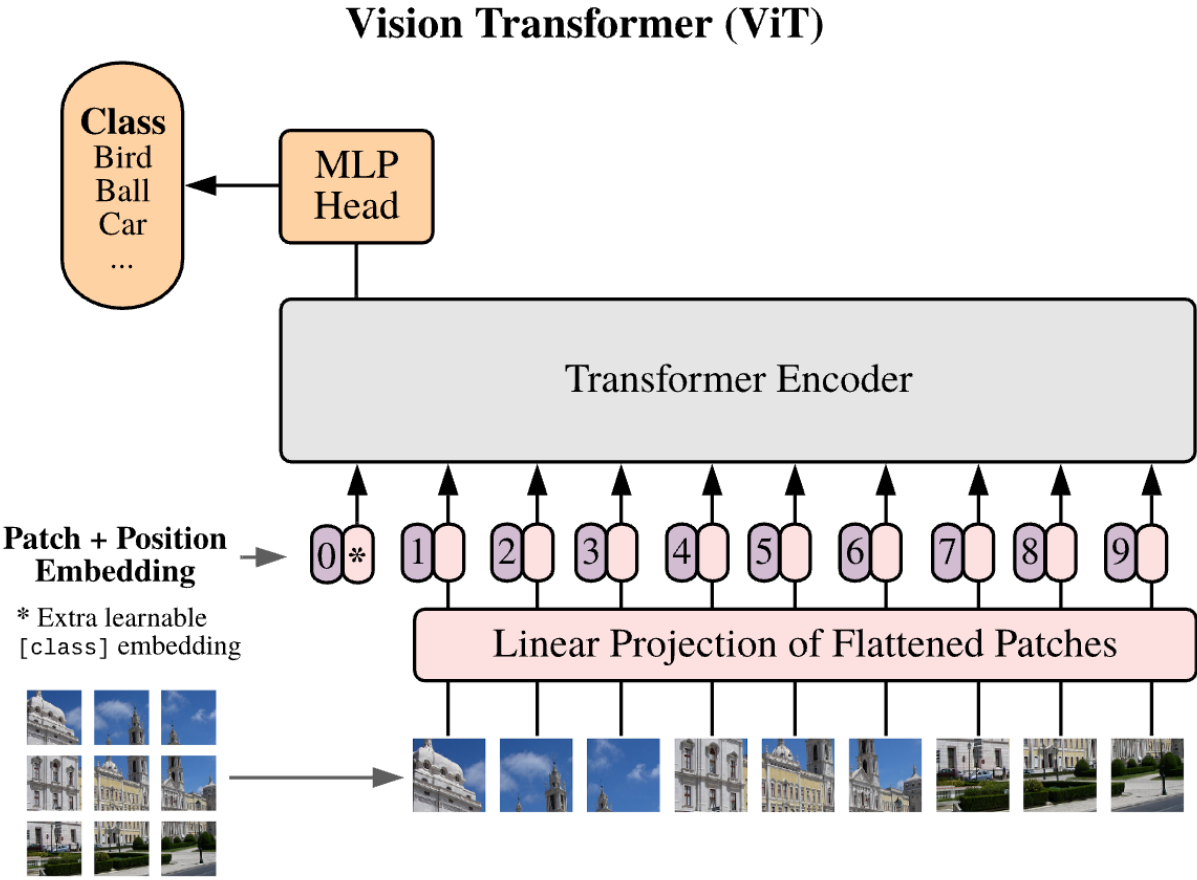 Vision Transformer (ViT)
Class
Bird
Ball
Car
...
MLP
Head
Transformer Encoder
Patch + Position
Embedding
0 * 1 2 3 4 5 6 7 8 9
* Extra learnable
[class] embedding
Linear Projection of Flattened Patches